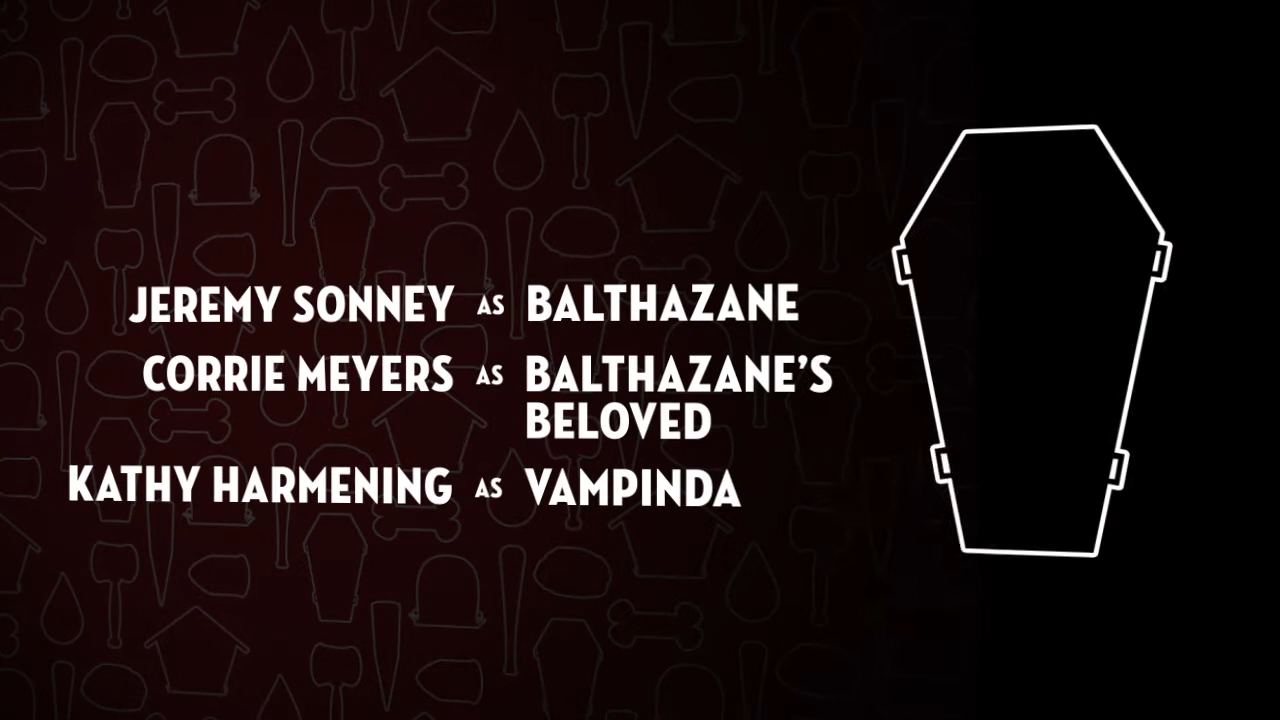 JEREMY SONNEY AS BALTHAZANE
CORRIE MEYERS AS BALTHAZANE'S
BELOVED
KATHY HARMENING AS VAMPINDA